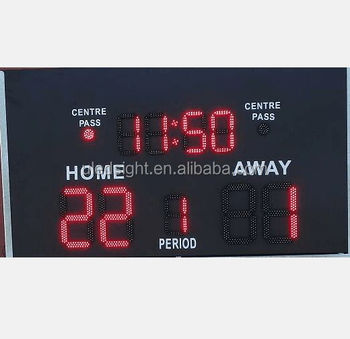 CENTRE
PASS
11:50
CENTRE
PASS
HOME
AWAY
22
1
1
PERIOD